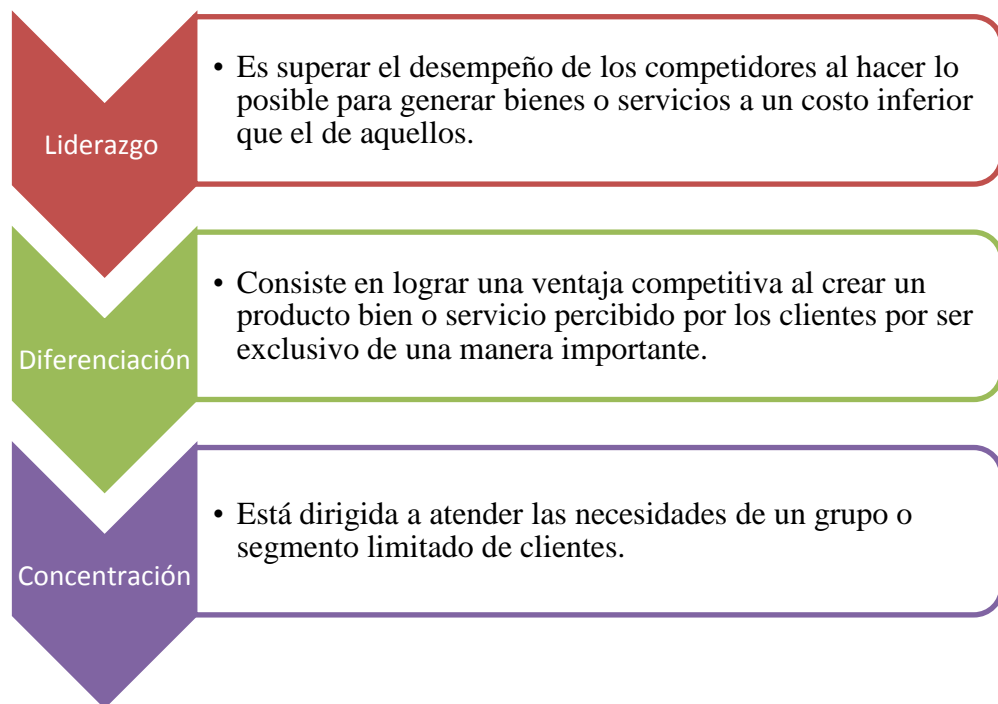 Liderazgo
• Es superar el desempeño de los competidores al hacer lo
posible para generar bienes o servicios a un costo inferior
que el de aquellos.
Diferenciación
• Consiste en lograr una ventaja competitiva al crear un
producto bien o servicio percibido por los clientes por ser
exclusivo de una manera importante.
Concentración
• Está dirigida a atender las necesidades de un grupo o
segmento limitado de clientes.